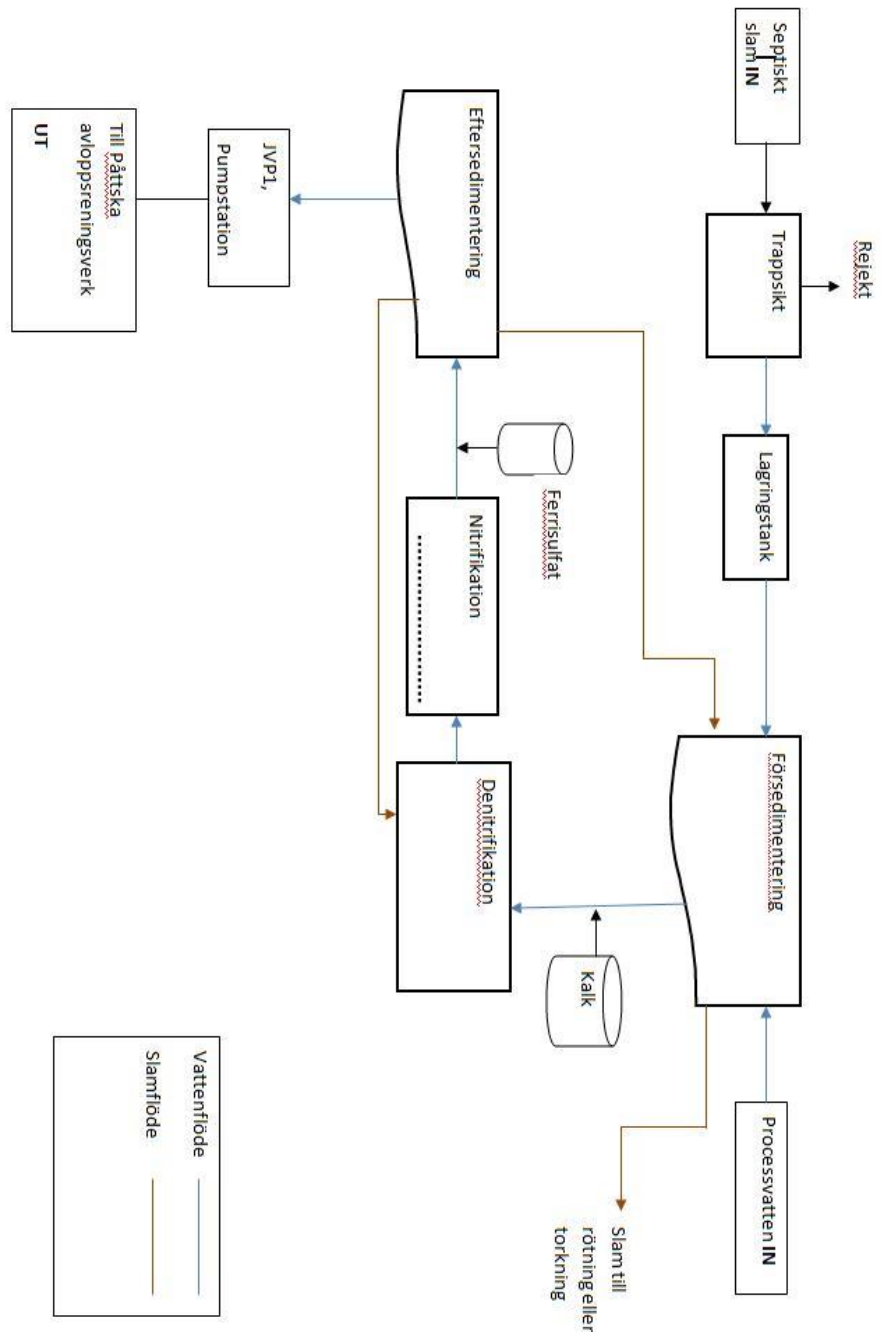 Septiskt
slam IN
Rejekt
Trappsikt
Lagringstank
Försedimentering
Processvatten IN
Eftersedimentering
Ferrisulfat
Nitrifikation
Denitrifikation
Kalk
Slam till
rötning eller
torkning
JVP1,
Pumpstation
Till Påttska
avloppsreningsverk
UT
Vattenflöde
Slamflöde